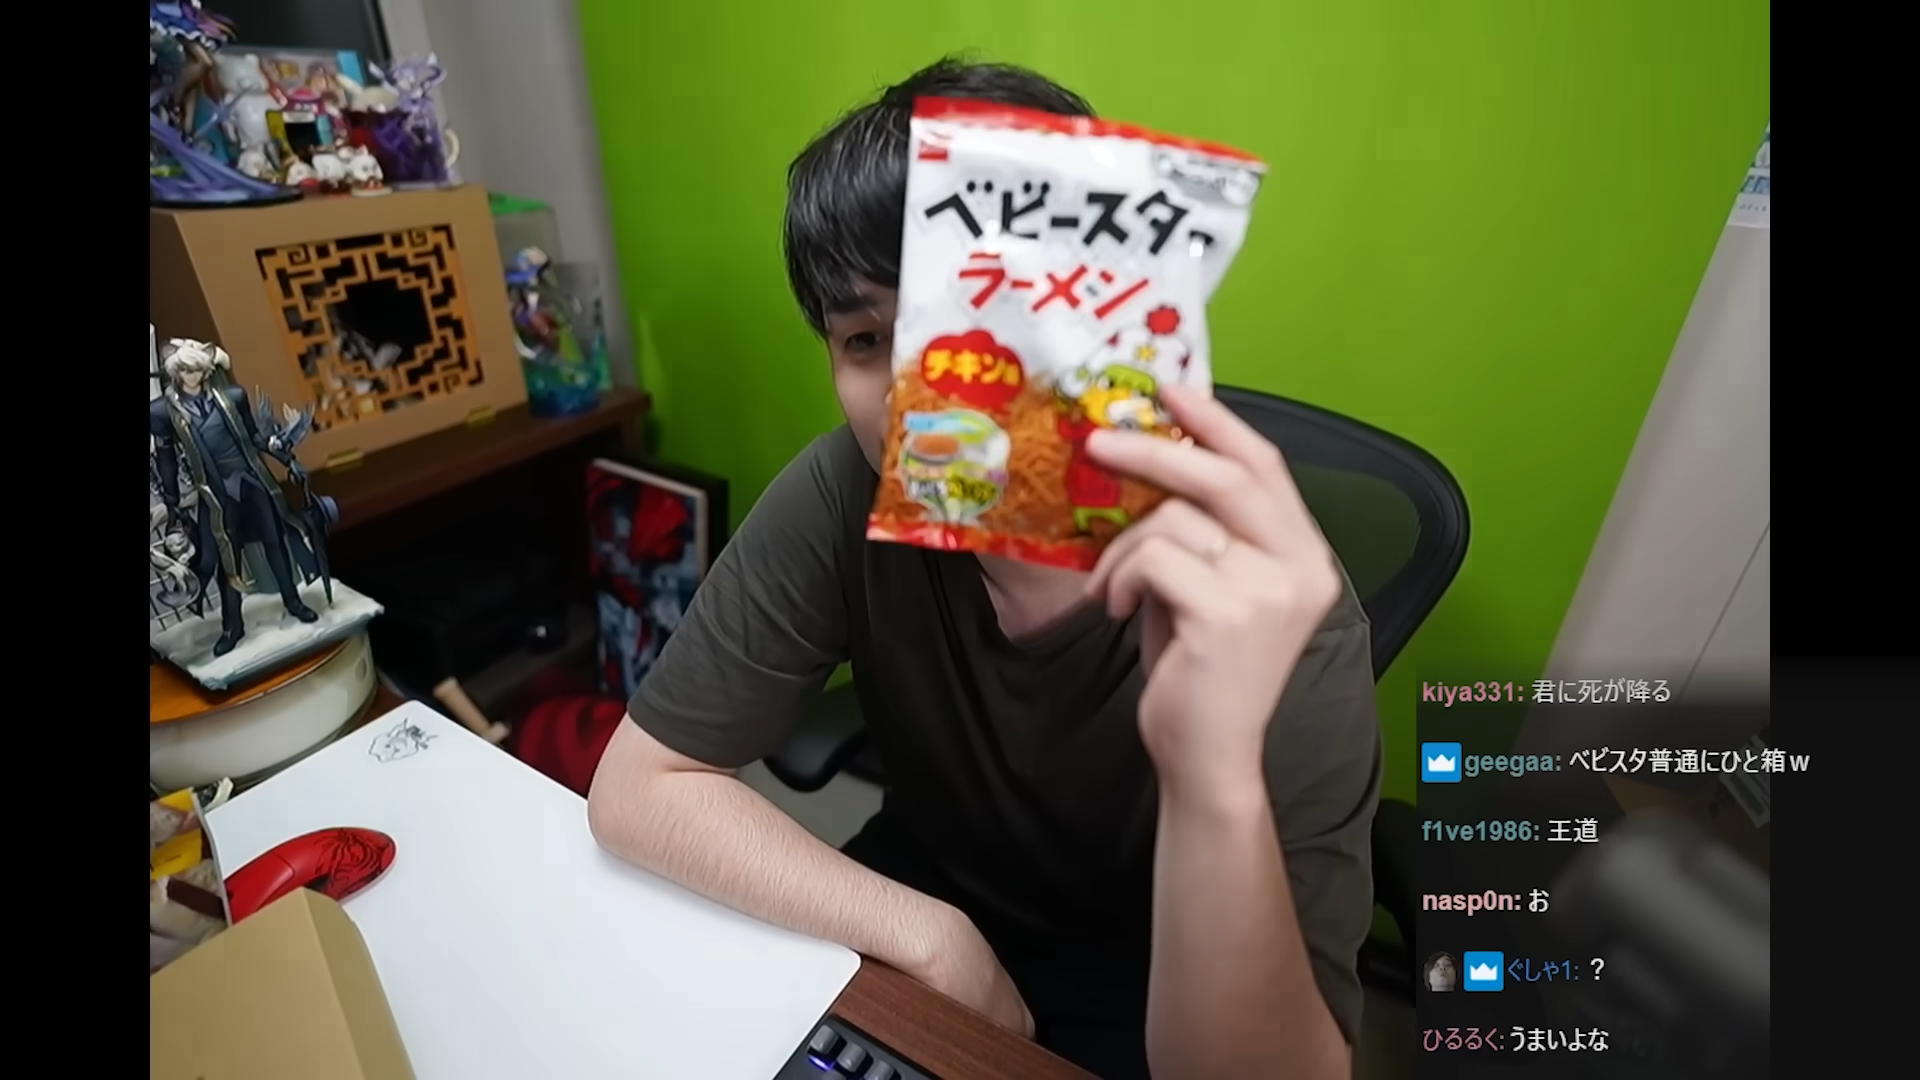 ベビースター
ラーメン
チキン味
kiya331: 君に死が降る
geegaa: ベビスタ普通にひと箱w
f1ve1986: 王道
nasp0n: お
ぐしゃ1: ?
ひるるく: うまいよな